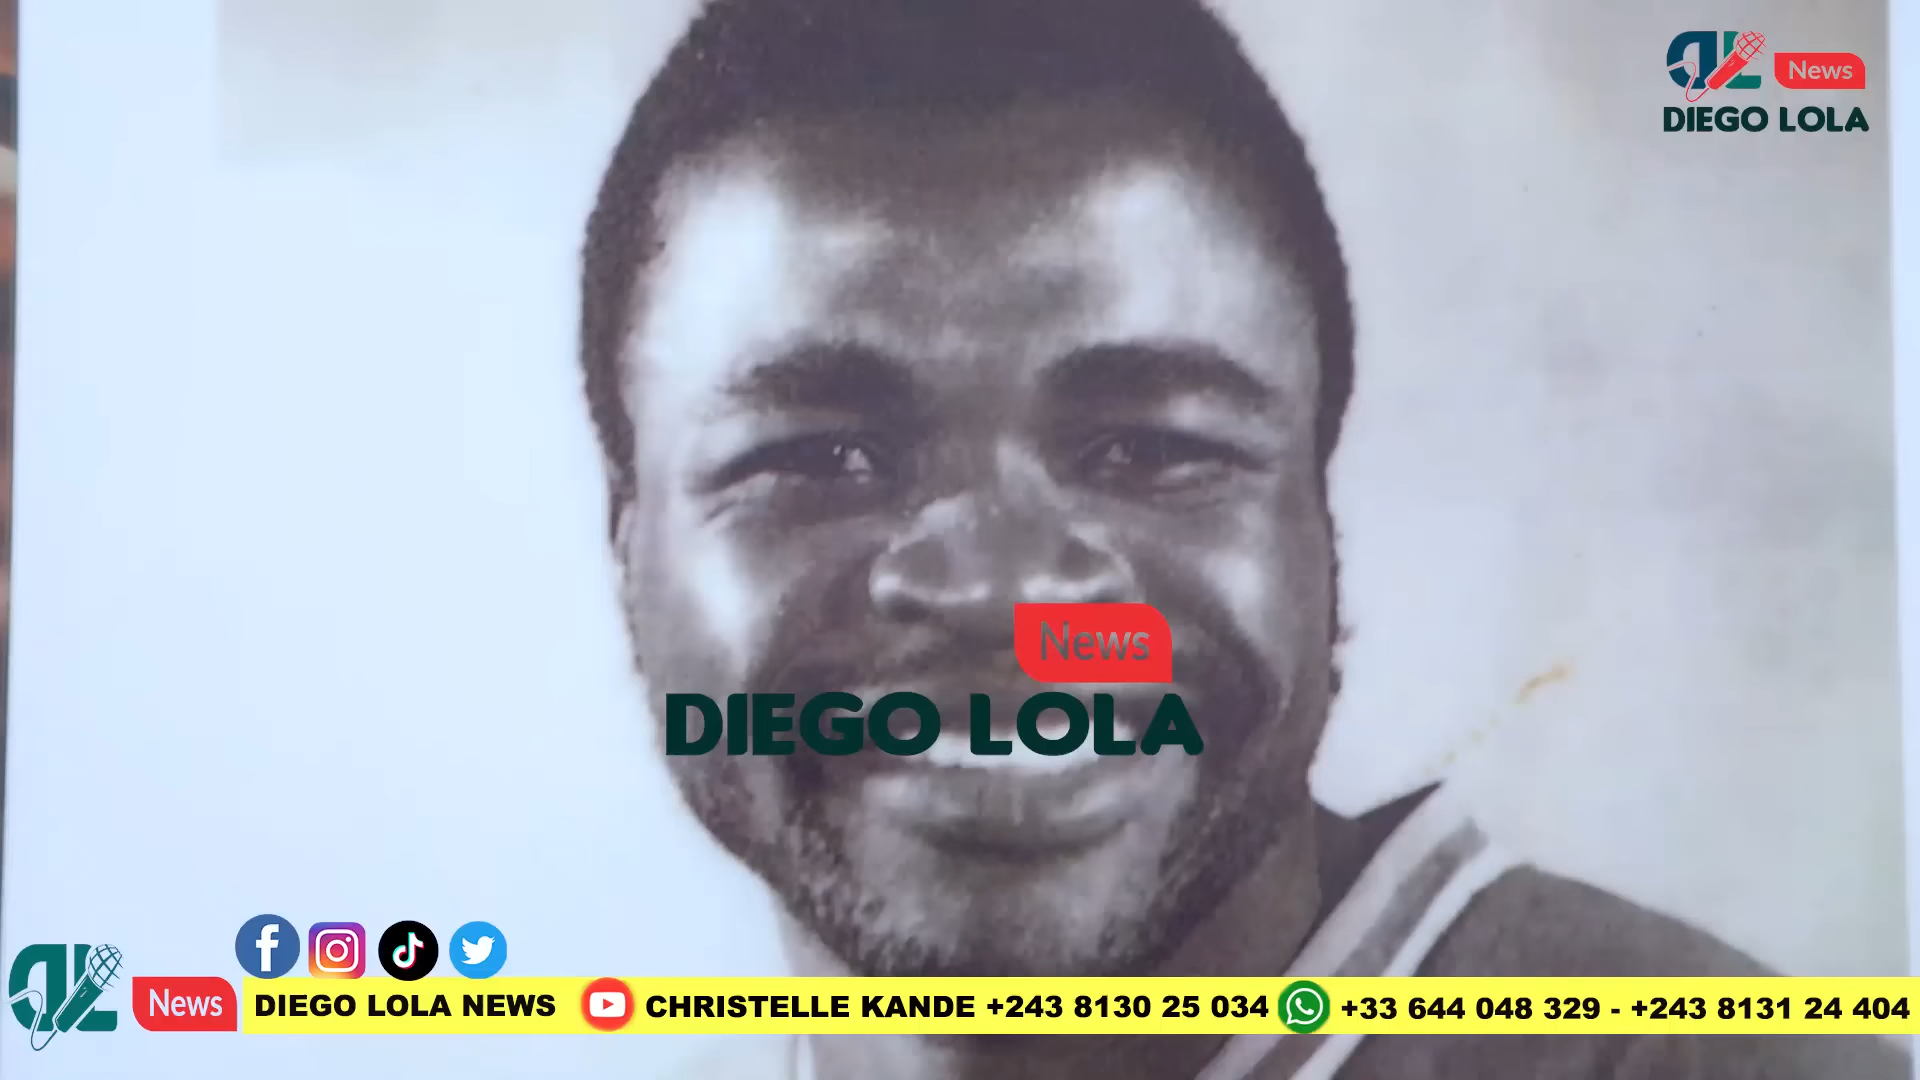 News
DIEGO LOLA
News
DIEGO LOLA
News
DIEGO LOLA NEWS
CHRISTELLE KANDE +243 8130 25 034
+33 644 048 329 - +243 8131 24 404